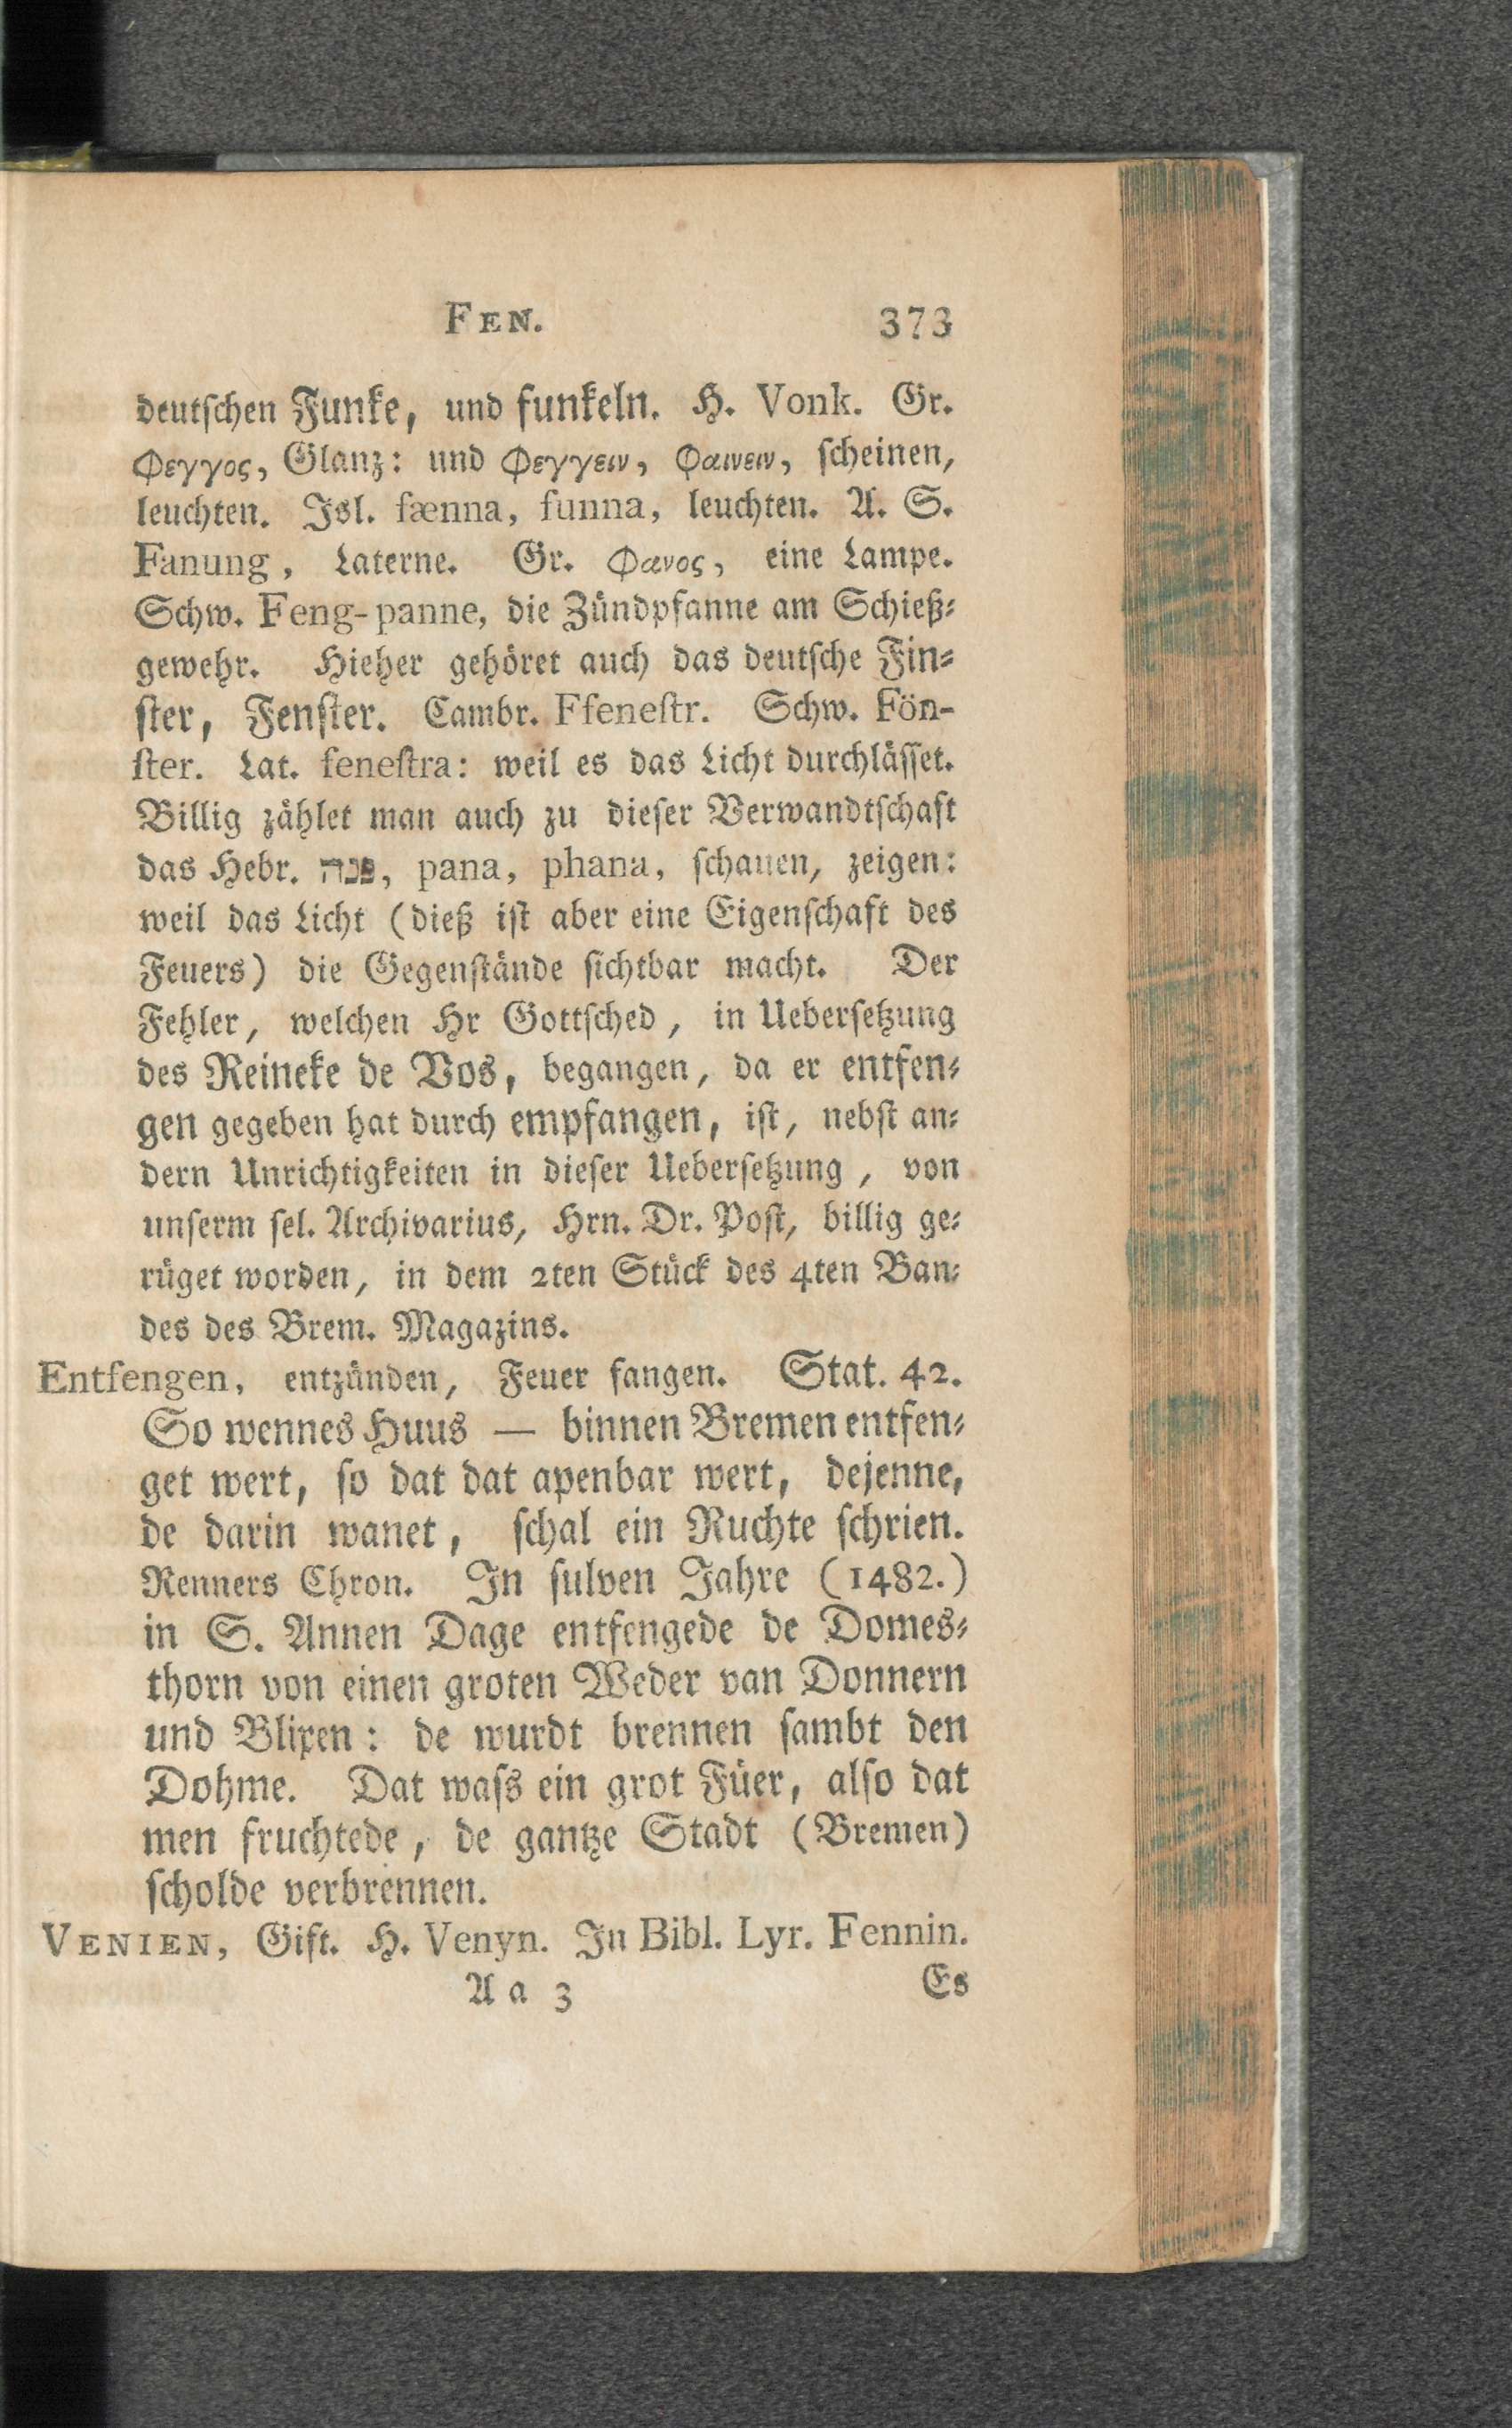 FEN. 373
deutſchen Funke, und funkeln. H. Vonk. Gr.
Φεγγος, Glanz: und Φεγγειν, Φαινειν, ſcheinen,
leuchten. Isl. fænna, funna, leuchten. A. S.
Fanung, Laterne. Gr. Φανος, eine Lampe.
Schw. Feng-panne, die Zündpfanne am Schieß⸗
gewehr. Hieher gehöret auch das deutſche Fin⸗
ſter, Fenſter. Cambr. Ffeneſtr. Schw. Fön-
ſter. Lat. feneſtra: weil es das Licht durchläſſet.
Billig zählet man auch zu dieſer Verwandtſchaft
das Hebr. פנה, pana, phana, ſchauen, zeigen:
weil das Licht (dieß iſt aber eine Eigenſchaft des
Feuers) die Gegenſtände ſichtbar macht. Der
Fehler, welchen Hr Gottſched, in Ueberſetzung
des Reineke de Vos, begangen, da er entfen⸗
gen gegeben hat durch empfangen, iſt, nebſt an⸗
dern Unrichtigkeiten in dieſer Ueberſetzung, von
unſerm ſel. Archivarius, Hrn. Dr. Poſt, billig ge⸗
rüget worden, in dem 2ten Stück des 4ten Ban⸗
des des Brem. Magazins.
Entfengen, entzünden, Feuer fangen. Stat. 42.
So wennes Huus — binnen Bremen entfen⸗
get wert, ſo dat dat apenbar wert, dejenne,
de darin wanet, ſchal ein Ruchte ſchrien.
Renners Chron. In ſulven Jahre (1482.)
in S. Annen Dage entfengede de Domes⸗
thorn von einen groten Weder van Donnern
und Blixen: de wurdt brennen ſambt den
Dohme. Dat waſs ein grot Füer, alſo dat
men fruchtede, de gantze Stadt (Bremen)
ſcholde verbrennen.
VENIEN, Gift. H. Venyn. In Bibl. Lyr. Fennin.
A a 3 Es